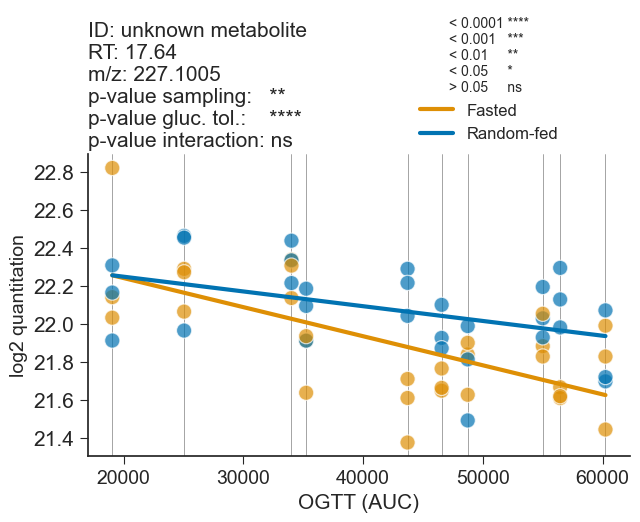 ID: unknown metabolite
RT: 17.64
m/z: 227.1005
p-value sampling: **
p-value gluc. tol.: ****
p-value interaction: ns
< 0.0001 ****
< 0.001 ***
< 0.01 **
< 0.05 *
> 0.05 ns
Fasted
Random-fed
log2 quantitation
22.8
22.6
22.4
22.2
22.0
21.8
21.6
21.4
20000 30000 40000 50000 60000
OGTT (AUC)